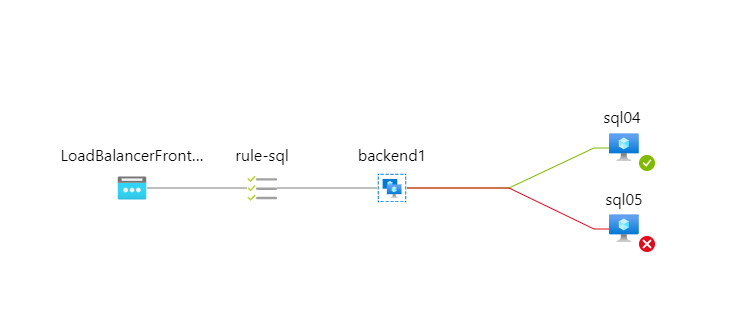 LoadBalancerFront...
rule-sql
backend1
sql04
sql05